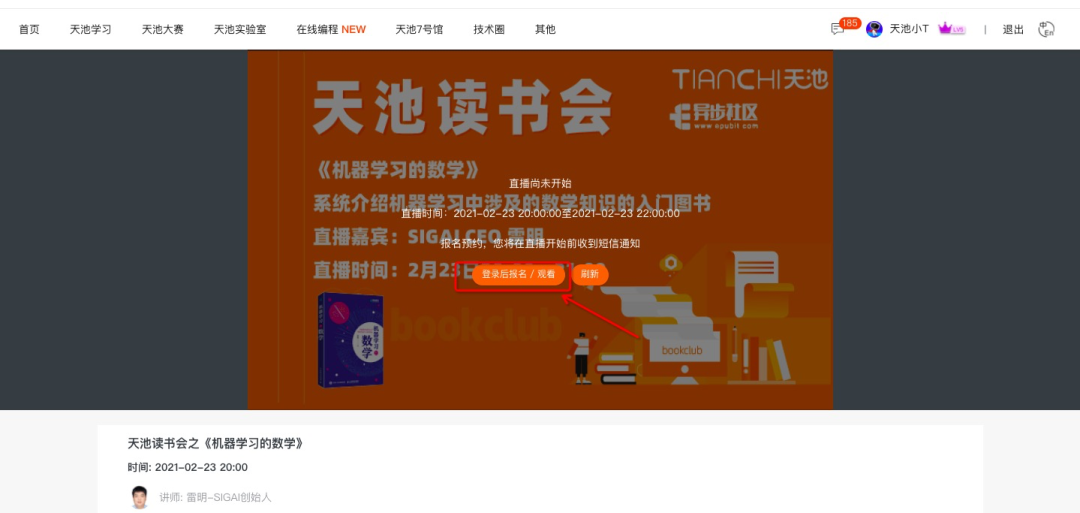 首页 天池学习 天池大赛 天池实验室 在线编程 NEW 天池7号馆 技术圈 其他 185 天池小T LV5 | 退出 中 En
TIANCHI天池
天池读书会
异步社区
www.epubit.com
《机器学习的数学》
直播尚未开始
系统介绍机器学习中涉及的数学知识的入门图书
直播时间：2021-02-23 20:00:00至2021-02-23 22:00:00
直播嘉宾：SIGAI CEO 雷明
报名预约，您将在直播开始前收到短信通知
直播时间：2月23日
登录后报名 / 观看 刷新
机器学习的数学
bookclub
bookclub
天池读书会之《机器学习的数学》
时间: 2021-02-23 20:00
讲师: 雷明-SIGAI创始人